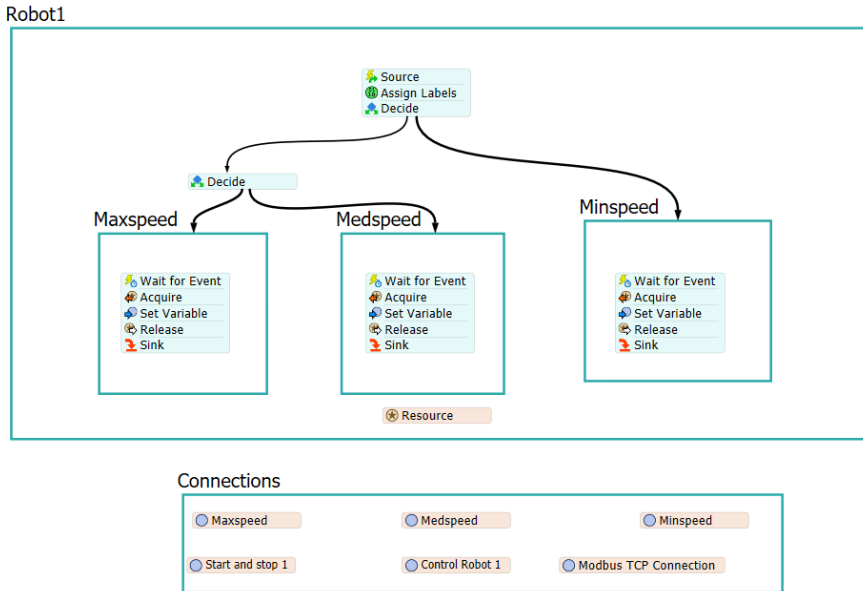 Robot1
Source
Assign Labels
Decide
Decide
Maxspeed
Medspeed
Minspeed
Wait for Event
Acquire
Set Variable
Release
Sink
Wait for Event
Acquire
Set Variable
Release
Sink
Wait for Event
Acquire
Set Variable
Release
Sink
Resource
Connections
Maxspeed
Medspeed
Minspeed
Start and stop 1
Control Robot 1
Modbus TCP Connection